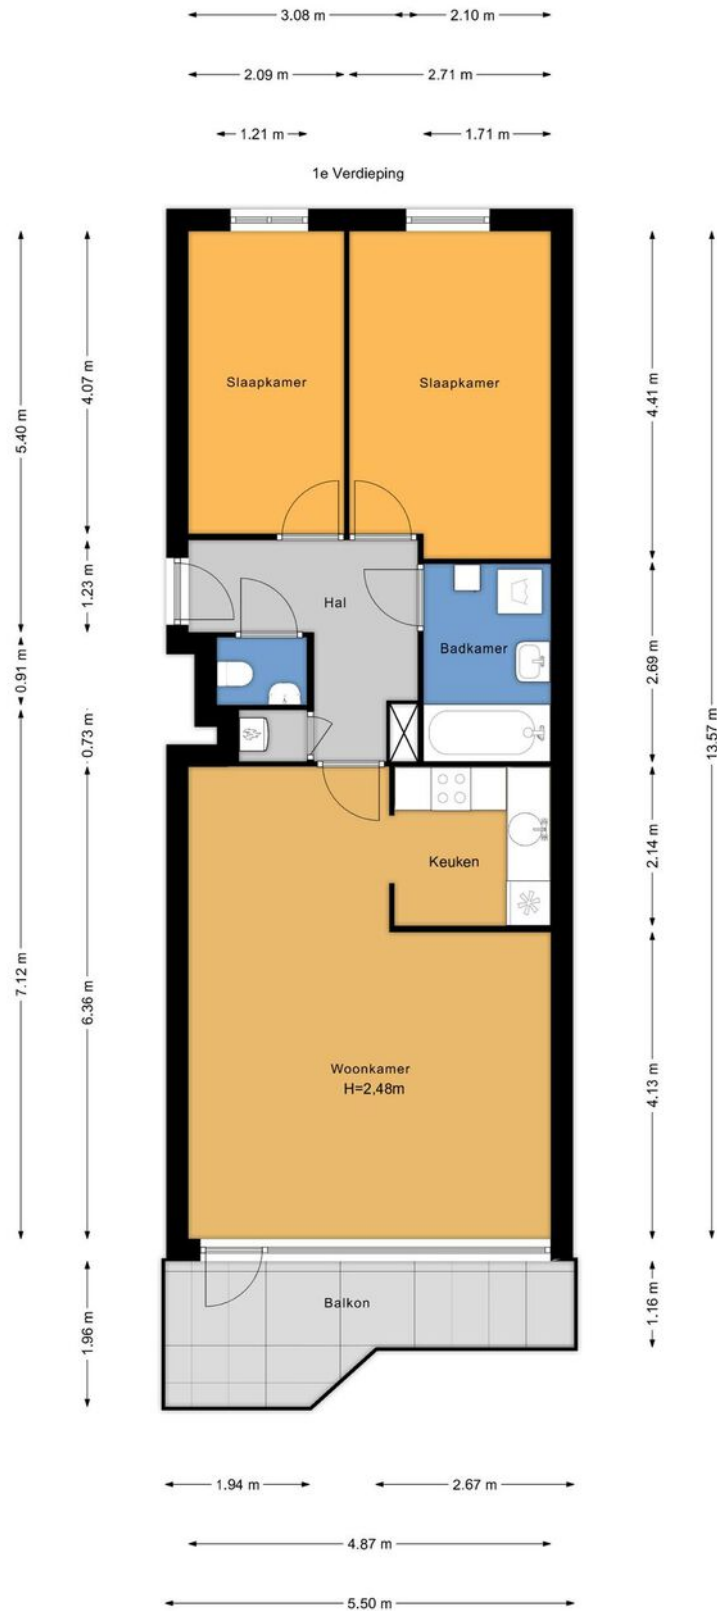 3.08 m 2.10 m
2.09 m 2.71 m
1.21 m 1.71 m
1e Verdieping
5.40 m
4.07 m
Slaapkamer
Slaapkamer
4.41 m
13.57 m
1.23 m
Hal
0.91 m
Badkamer
2.69 m
0.73 m
Keuken
2.14 m
7.12 m
6.36 m
Woonkamer
H=2,48m
4.13 m
Balkon
1.96 m
1.16 m
1.94 m 2.67 m
4.87 m
5.50 m